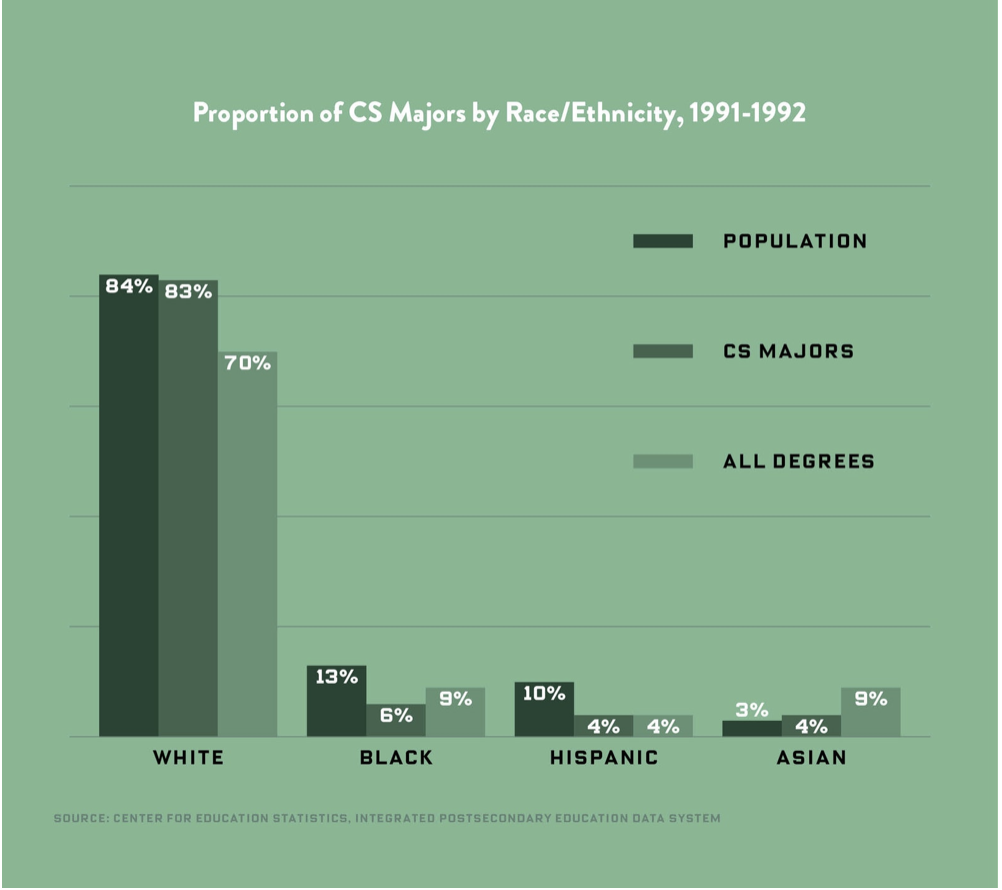 Proportion of CS Majors by Race/Ethnicity, 1991-1992
POPULATION
CS MAJORS
ALL DEGREES
84% 83% 70%
13% 6% 9%
10% 4% 4%
3% 4% 9%
WHITE BLACK HISPANIC ASIAN
SOURCE: CENTER FOR EDUCATION STATISTICS, INTEGRATED POSTSECONDARY EDUCATION DATA SYSTEM